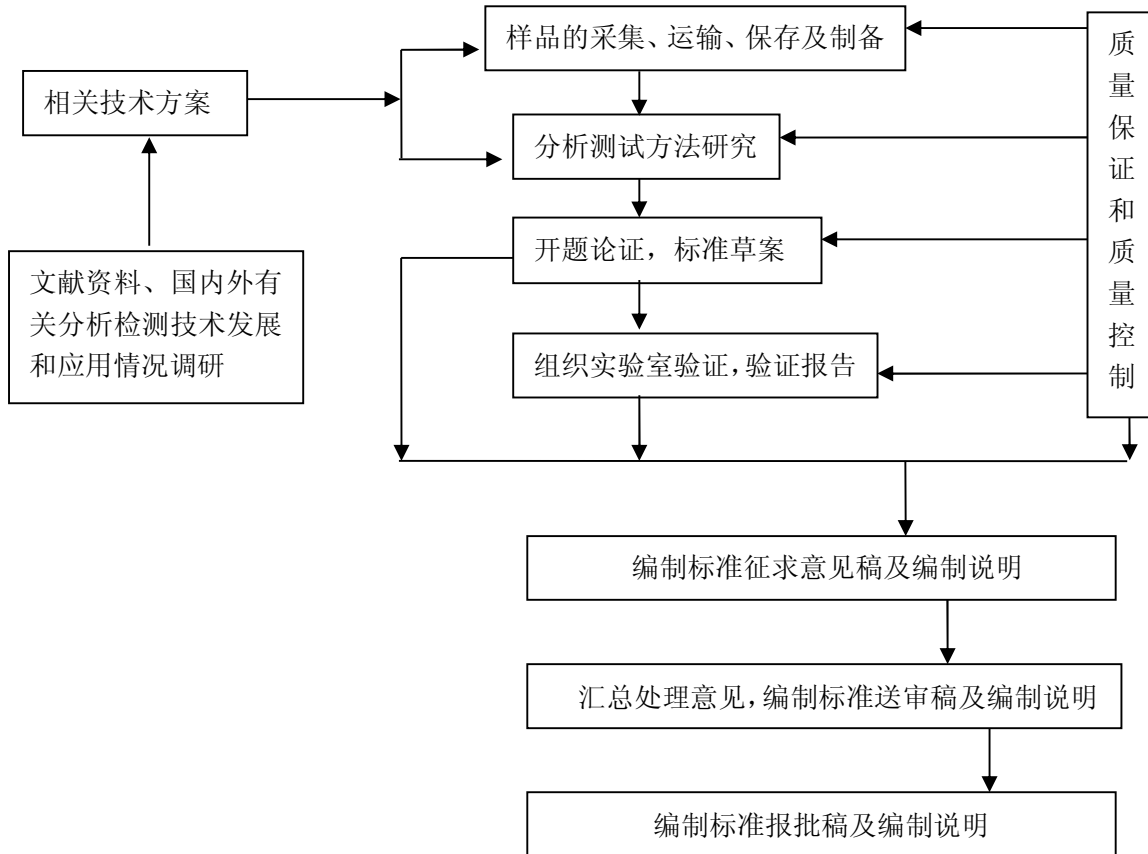 样品的采集、运输、保存及制备
质
量
保
证
和
质
量
控
制
相关技术方案
分析测试方法研究
开题论证，标准草案
文献资料、国内外有
关分析检测技术发展
和应用情况调研
组织实验室验证,验证报告
编制标准征求意见稿及编制说明
汇总处理意见,编制标准送审稿及编制说明
编制标准报批稿及编制说明